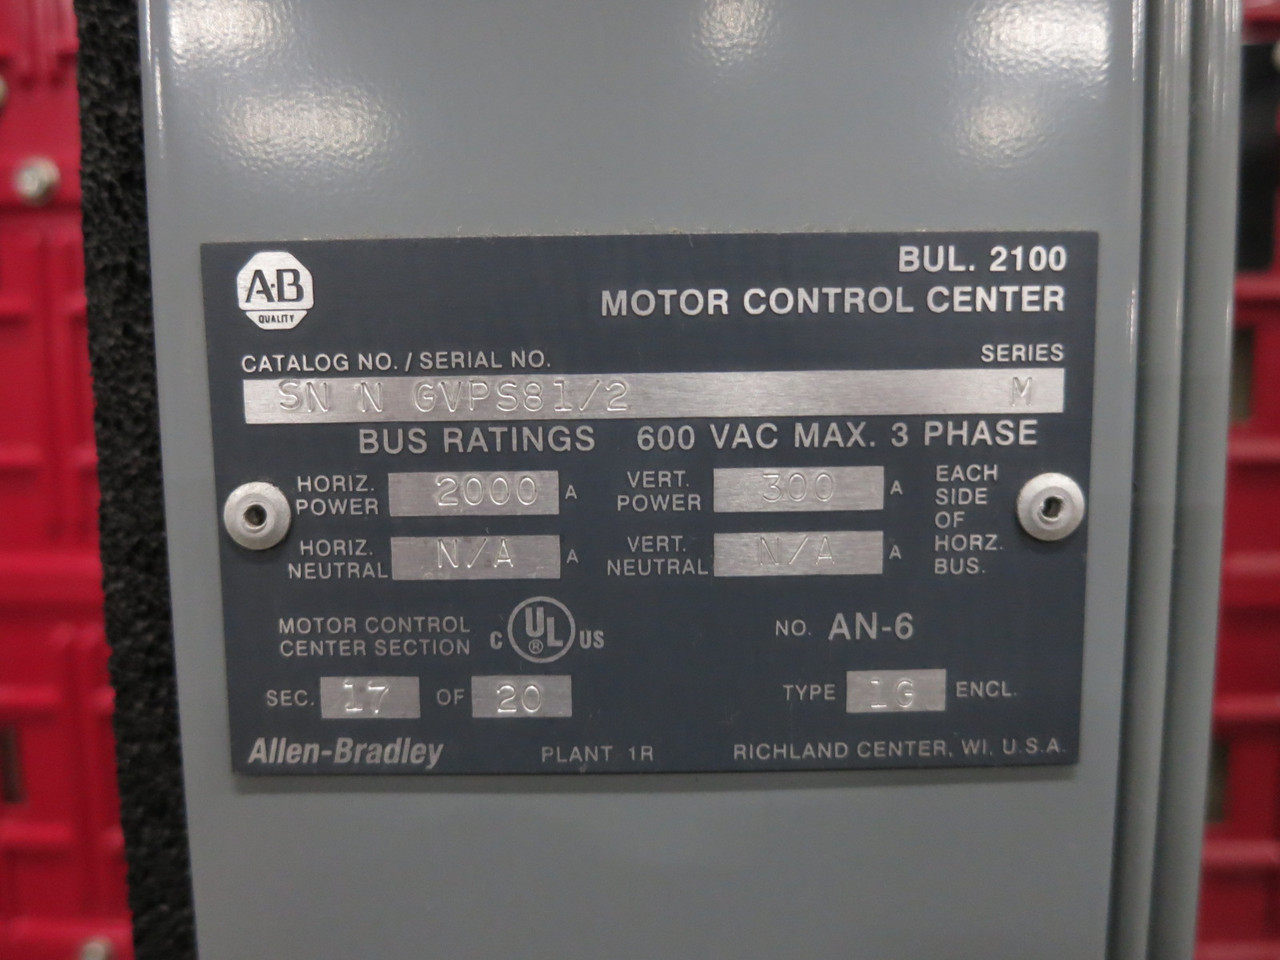 A·B
QUALITY
BUL. 2100
MOTOR CONTROL CENTER
CATALOG NO. / SERIAL NO.
SERIES
SN N GVPS81/2
M
BUS RATINGS 600 VAC MAX. 3 PHASE
HORIZ. POWER 2000 A
VERT. POWER 300 A
HORIZ. NEUTRAL N/A A
VERT. NEUTRAL N/A A
EACH
SIDE
OF
HORZ.
BUS.
MOTOR CONTROL
CENTER SECTION
C UL ® US
NO. AN-6
SEC. 17 OF 20
TYPE 1G ENCL.
Allen-Bradley
PLANT 1R
RICHLAND CENTER, WI. U.S.A.